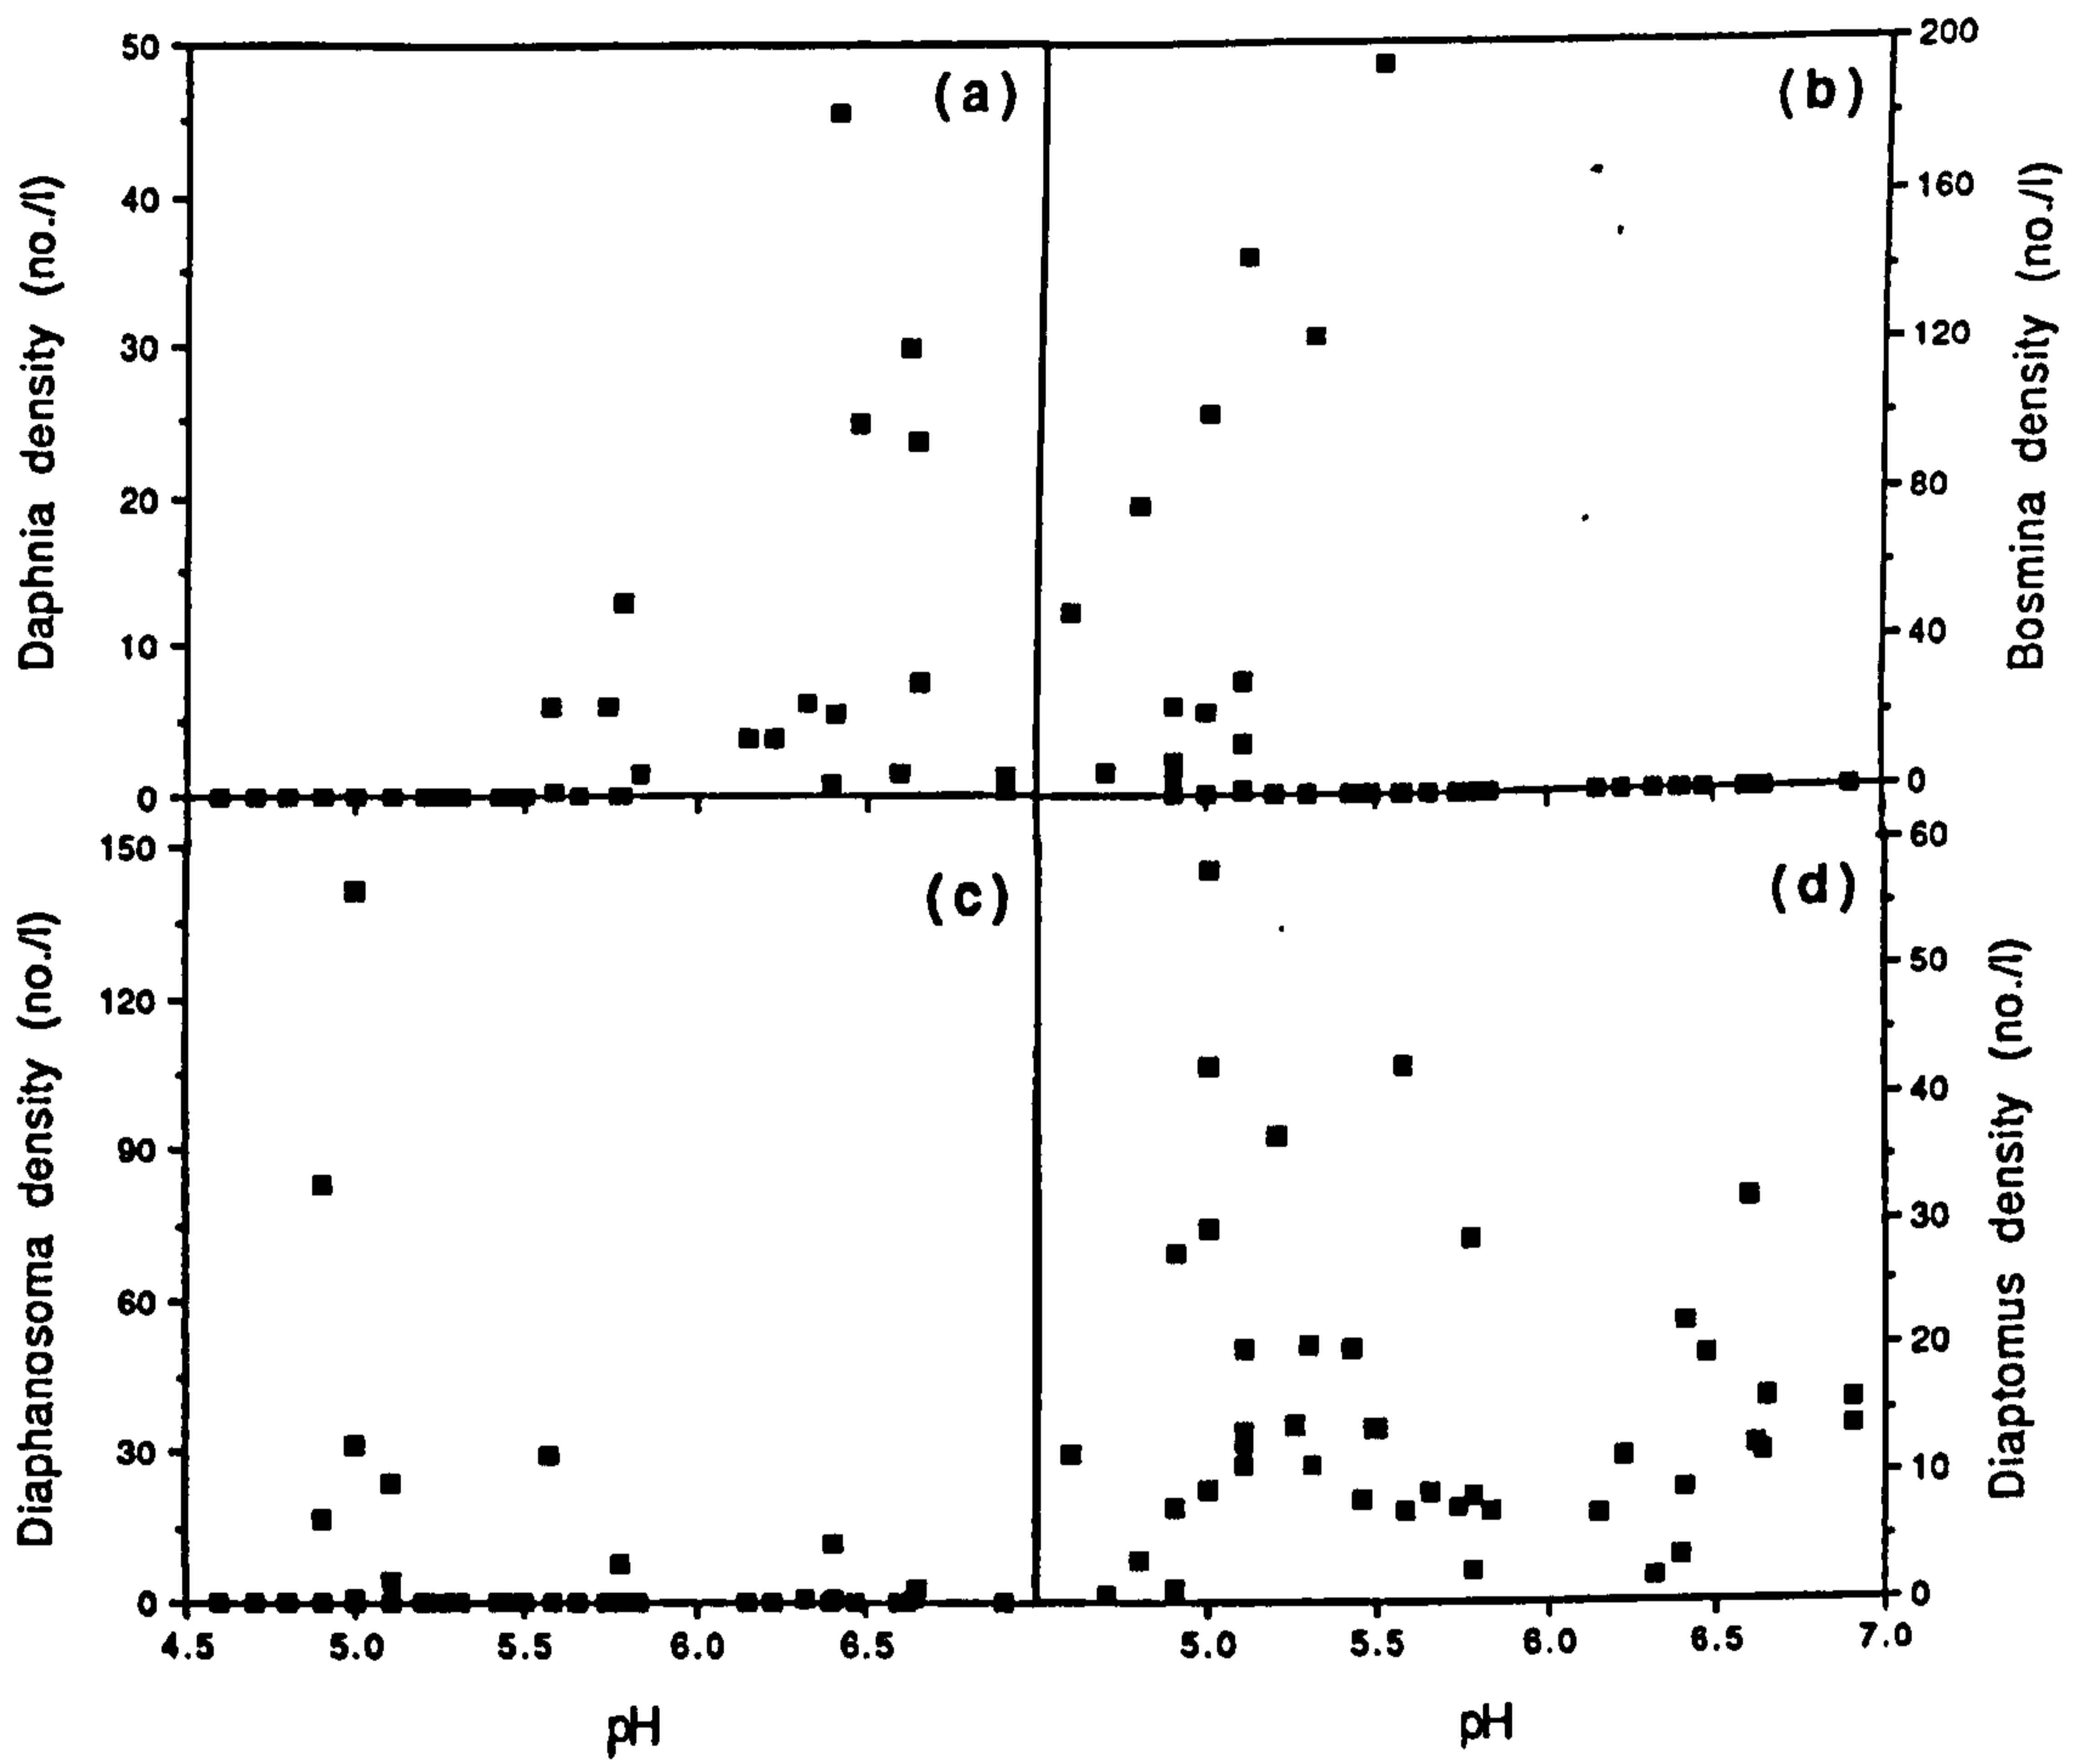 50
40
30
20
10
0
Daphnia density (no./l)
(a)
(b)
200
160
120
80
40
0
Bosmina density (no./l)
150
120
90
60
30
0
Diaphanosoma density (no./l)
(c)
(d)
60
50
40
30
20
10
0
Diaptomus density (no./l)
4.5 5.0 5.5 6.0 6.5 5.0 5.5 6.0 6.5 7.0
pH pH